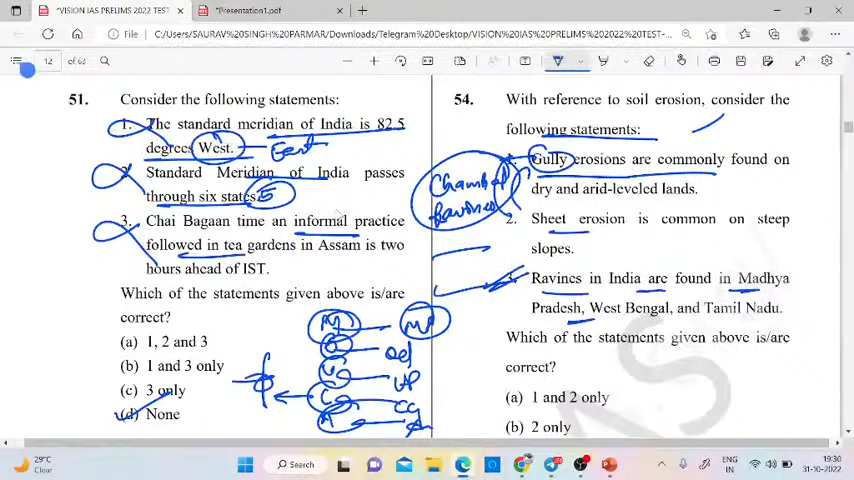 *VISION IAS PRELIMS 2022 TEST-
*Presentation1.pdf
File
C:/Users/SAURAV%20SINGH%20PARMAR/Downloads/Telegram%20Desktop/VISION%20IAS%20PRELIMS%202022%20TEST-...
12 of 63
51. Consider the following statements:
1. The standard meridian of India is 82.5
degrees West. East
2. Standard Meridian of India passes
through six states. 5
3. Chai Bagaan time an informal practice
followed in tea gardens in Assam is two
hours ahead of IST.
Which of the statements given above is/are
correct?
(a) 1, 2 and 3
(b) 1 and 3 only
(c) 3 only
(d) None
M MP
O Od
U UP
C CG
A
54. With reference to soil erosion, consider the
following statements:
1. Gully erosions are commonly found on
dry and arid-leveled lands.
Chambal
Ravines
2. Sheet erosion is common on steep
slopes.
3. Ravines in India are found in Madhya
Pradesh, West Bengal, and Tamil Nadu.
Which of the statements given above is/are
correct?
(a) 1 and 2 only
(b) 2 only
29°C
Clear
Search
ENG
IN
19:30
31-10-2022